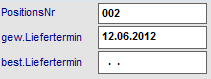 PositionsNr 002
gew.Liefertermin 12.06.2012
best.Liefertermin . .